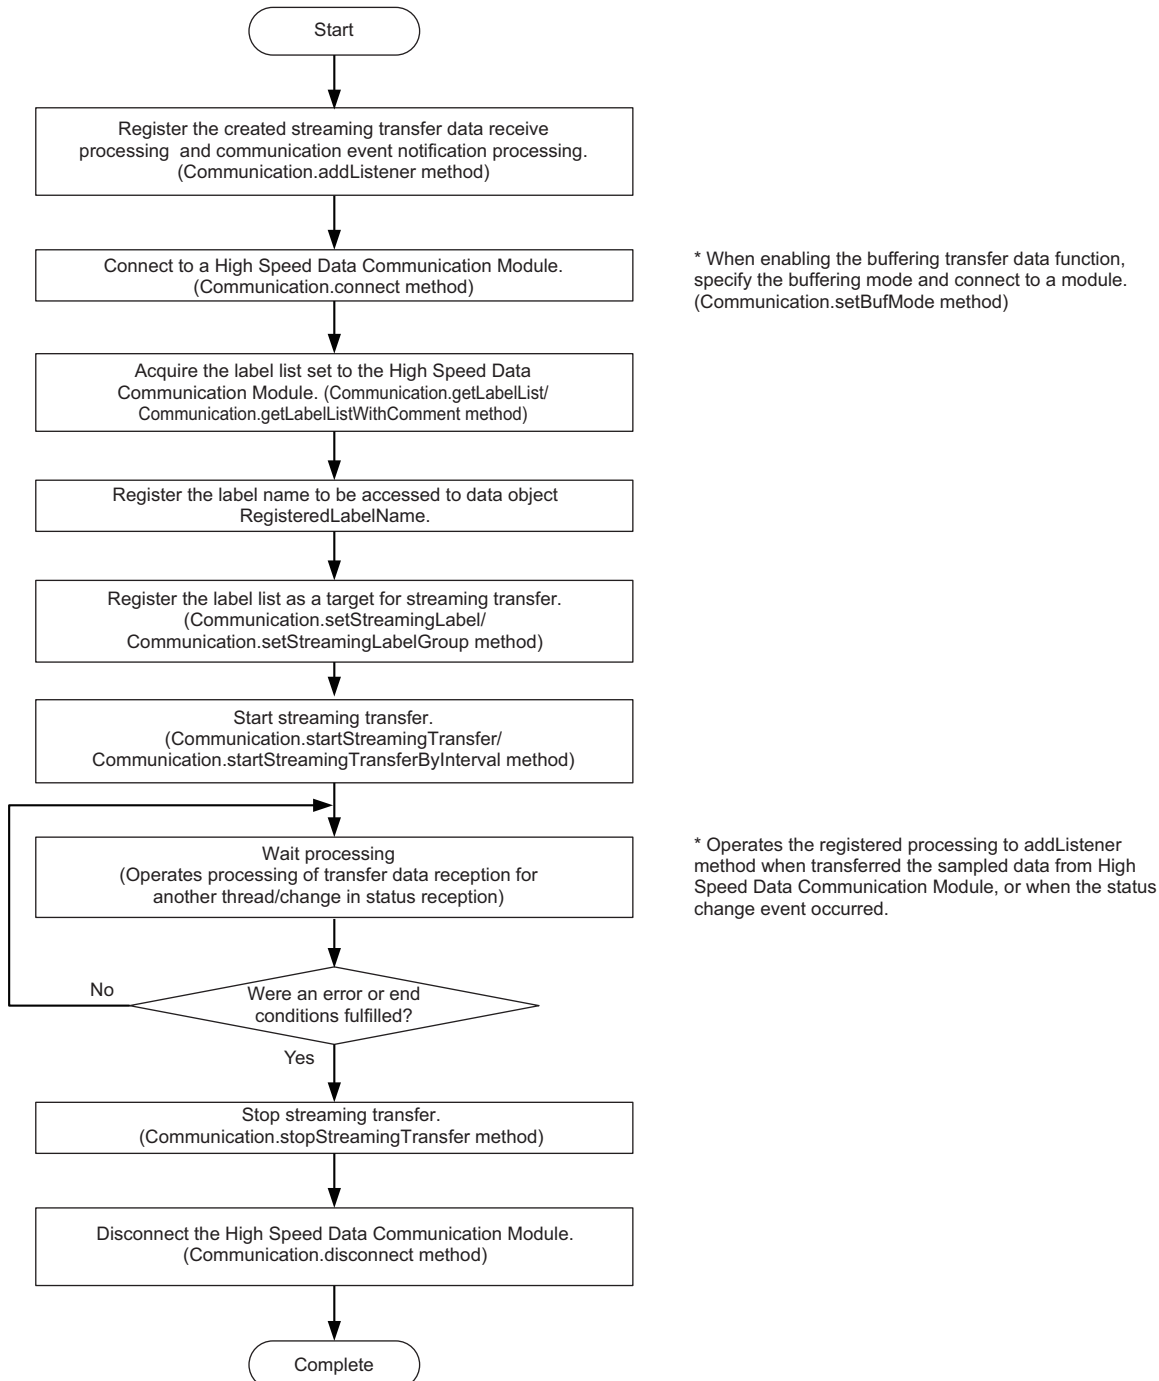 Start
Register the created streaming transfer data receive
processing and communication event notification processing.
(Communication.addListener method)
Connect to a High Speed Data Communication Module.
(Communication.connect method)
* When enabling the buffering transfer data function,
specify the buffering mode and connect to a module.
(Communication.setBufMode method)
Acquire the label list set to the High Speed Data
Communication Module. (Communication.getLabelList/
Communication.getLabelListWithComment method)
Register the label name to be accessed to data object
RegisteredLabelName.
Register the label list as a target for streaming transfer.
(Communication.setStreamingLabel/
Communication.setStreamingLabelGroup method)
Start streaming transfer.
(Communication.startStreamingTransfer/
Communication.startStreamingTransferByInterval method)
Wait processing
(Operates processing of transfer data reception for
another thread/change in status reception)
* Operates the registered processing to addListener
method when transferred the sampled data from High
Speed Data Communication Module, or when the status
change event occurred.
No
Were an error or end
conditions fulfilled?
Yes
Stop streaming transfer.
(Communication.stopStreamingTransfer method)
Disconnect the High Speed Data Communication Module.
(Communication.disconnect method)
Complete